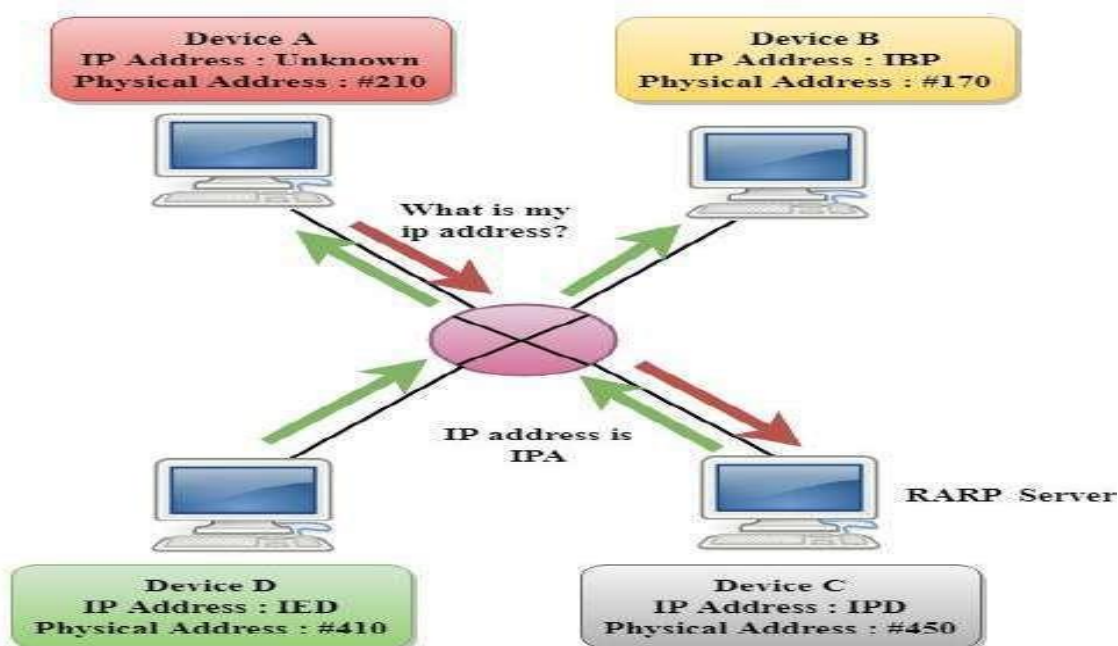 Device A
IP Address : Unknown
Physical Address : #210
Device B
IP Address : IBP
Physical Address : #170
What is my
ip address?
IP address is
IPA
RARP Server
Device D
IP Address : IED
Physical Address : #410
Device C
IP Address : IPD
Physical Address : #450